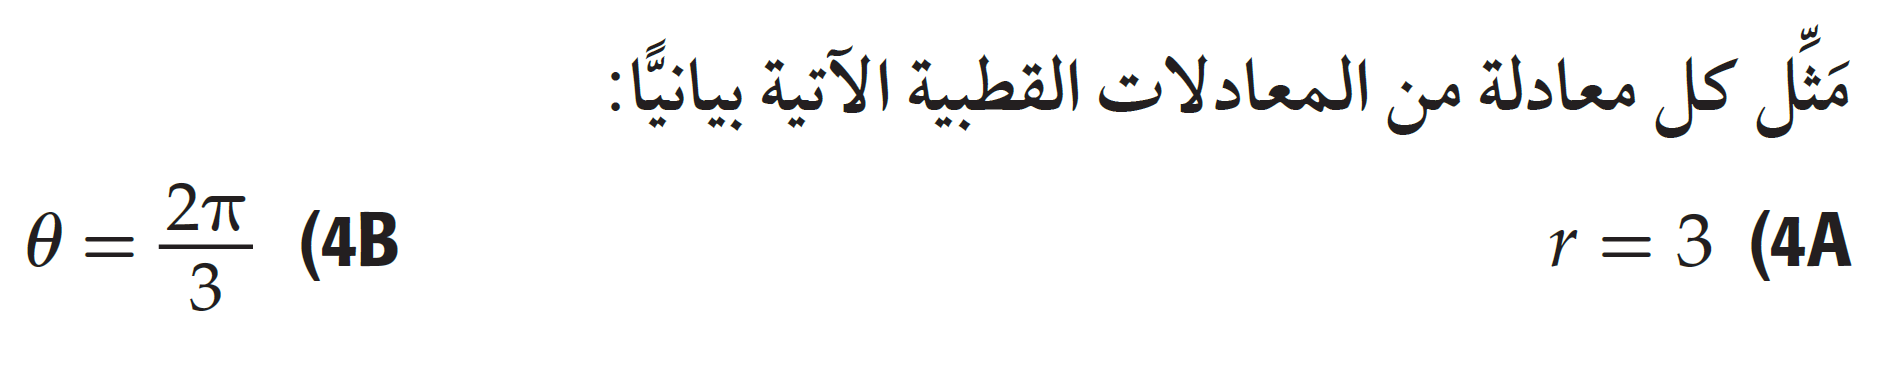 مَثِّل كل معادلة من المعادلات القطبية الآتية بيانيًّا:
4A) r = 3 4B) θ = 2π/3